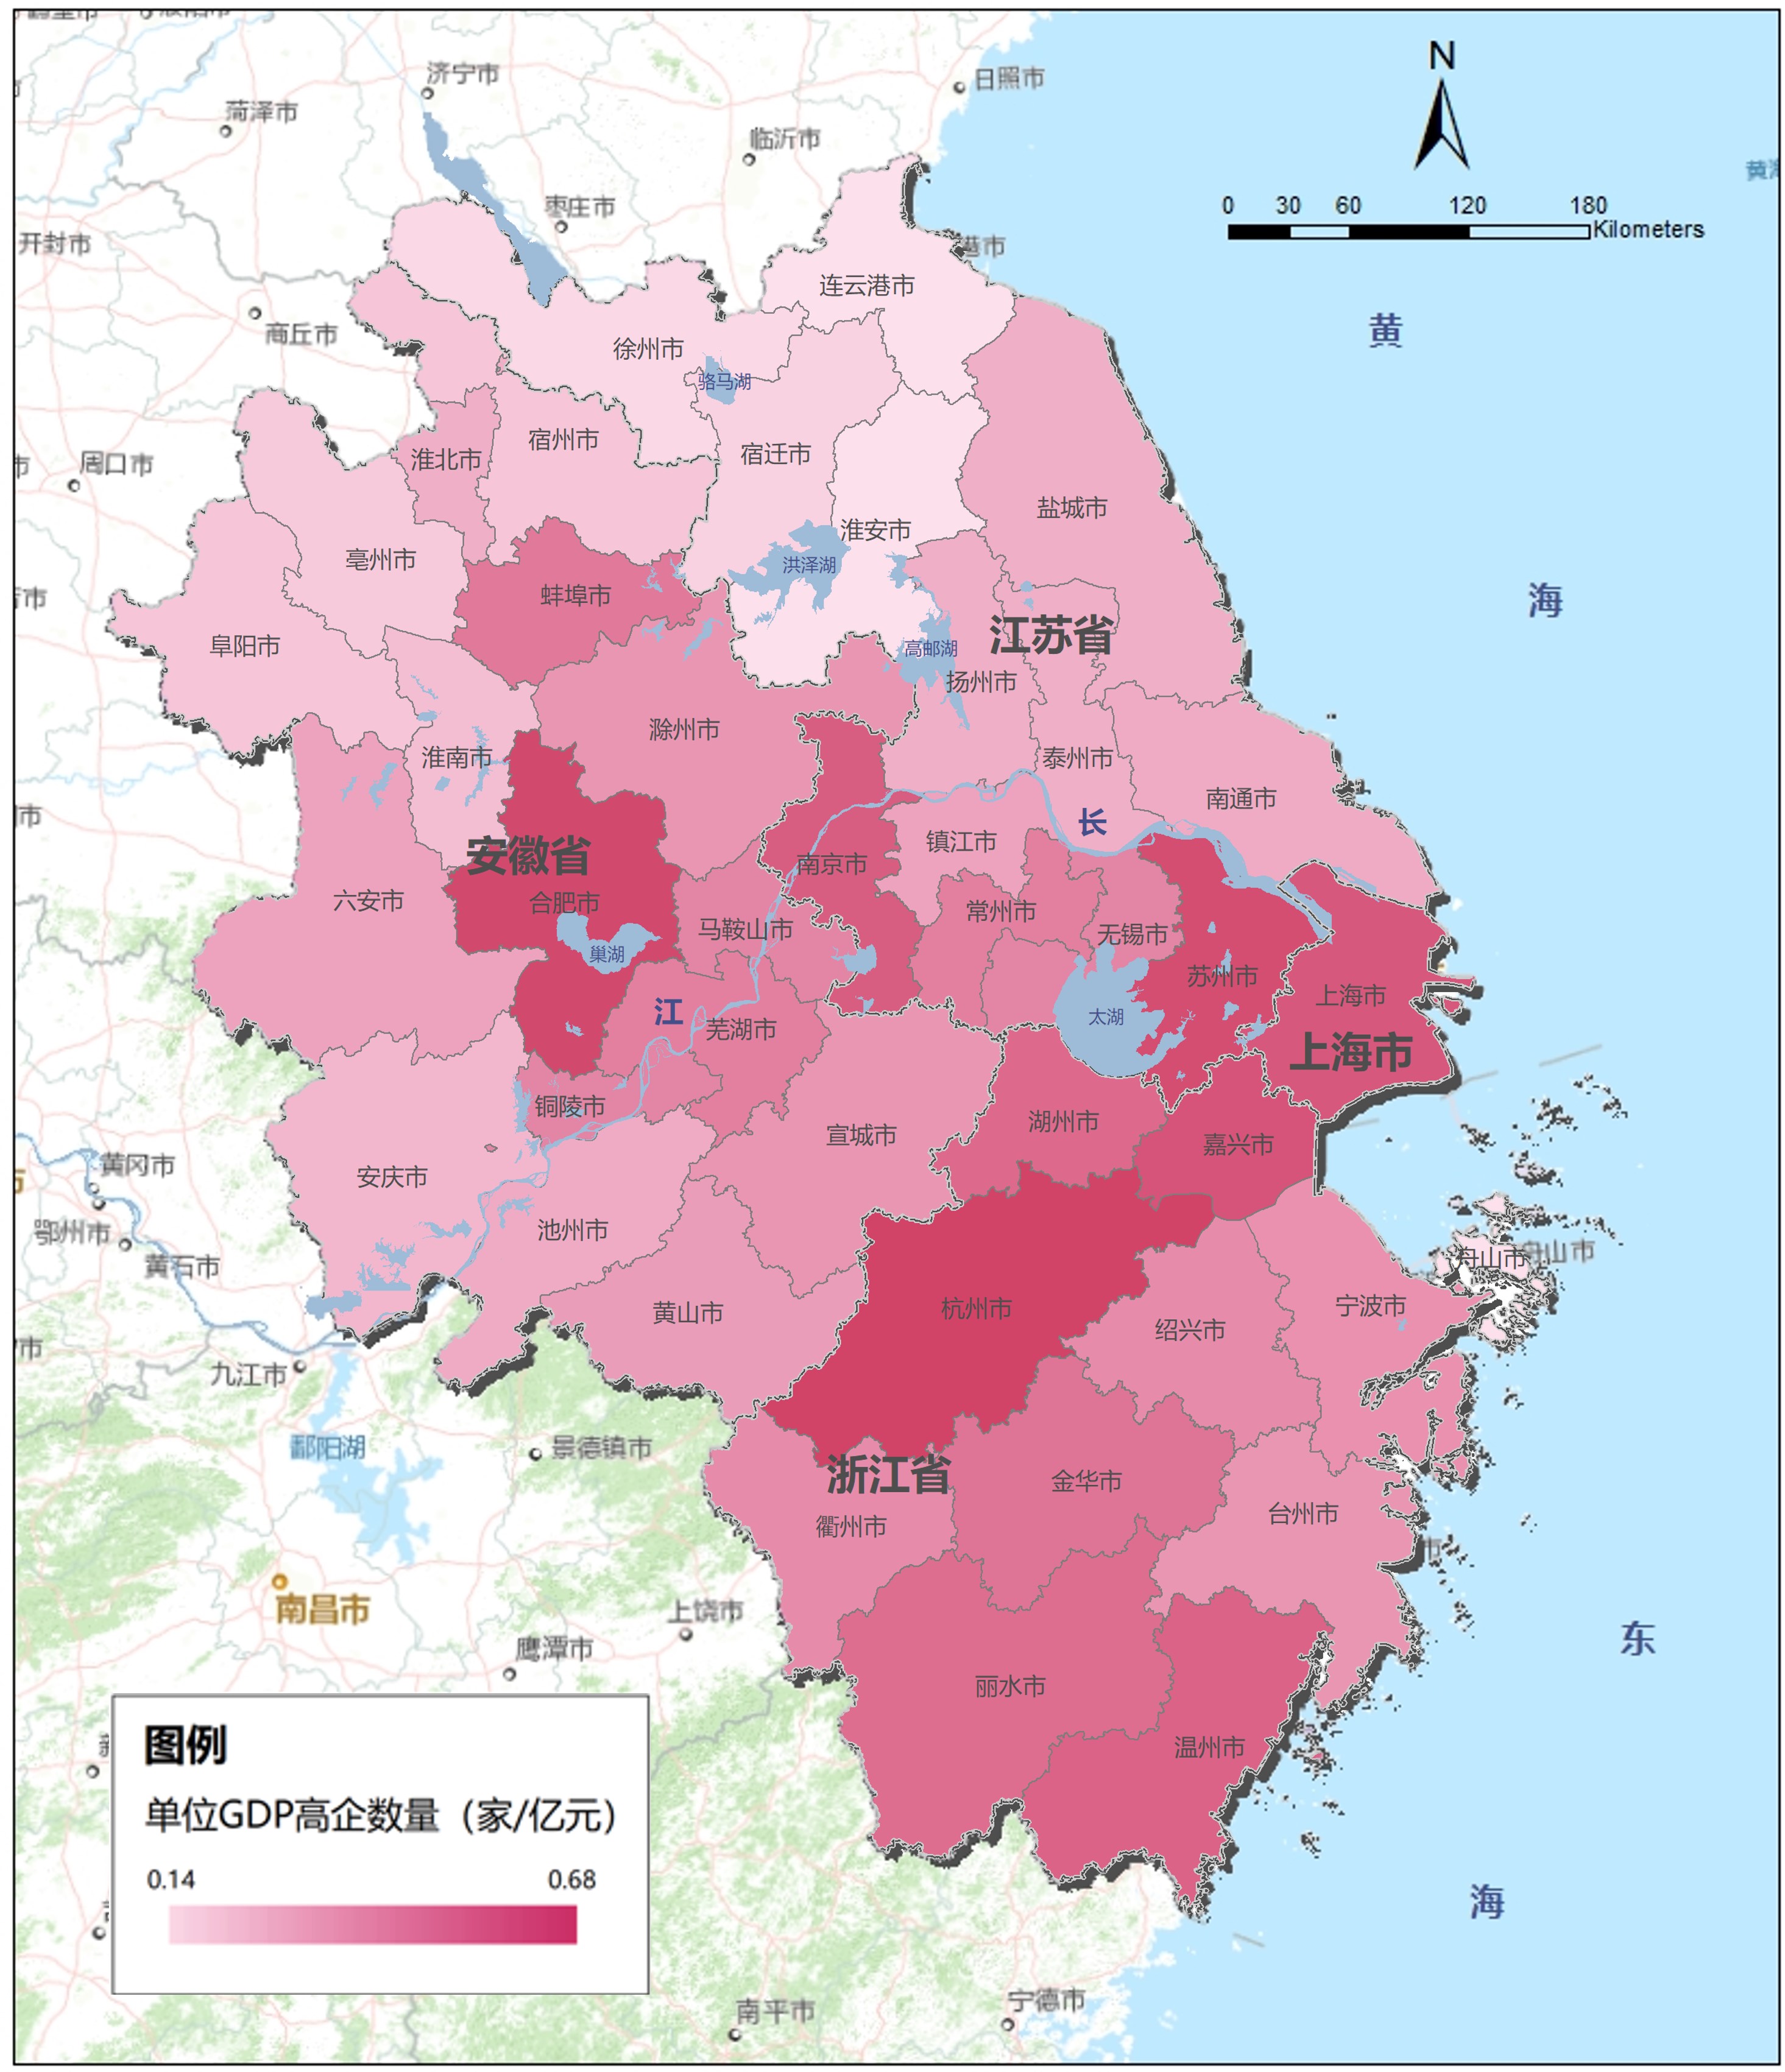 济宁市
菏泽市
日照市
临沂市
枣庄市
开封市
港市
商丘市
周口市
N
0 30 60 120 180
Kilometers
黄
海
连云港市
徐州市
骆马湖
宿州市
淮北市
宿迁市
盐城市
淮安市
亳州市
洪泽湖
蚌埠市
阜阳市
江苏省
高邮湖
扬州市
滁州市
淮南市
泰州市
南通市
长
安徽省
镇江市
南京市
六安市
合肥市
常州市
马鞍山市
无锡市
巢湖
苏州市
上海市
江
太湖
芜湖市
上海市
铜陵市
湖州市
宣城市
嘉兴市
黄冈市
安庆市
鄂州市
池州市
黄石市
舟山市
舟山市
杭州市
宁波市
黄山市
绍兴市
九江市
鄱阳湖
景德镇市
浙江省
金华市
台州市
衢州市
市
南昌市
上饶市
鹰潭市
东
海
丽水市
温州市
图例
单位GDP高企数量（家/亿元）
0.14 0.68
南平市
宁德市